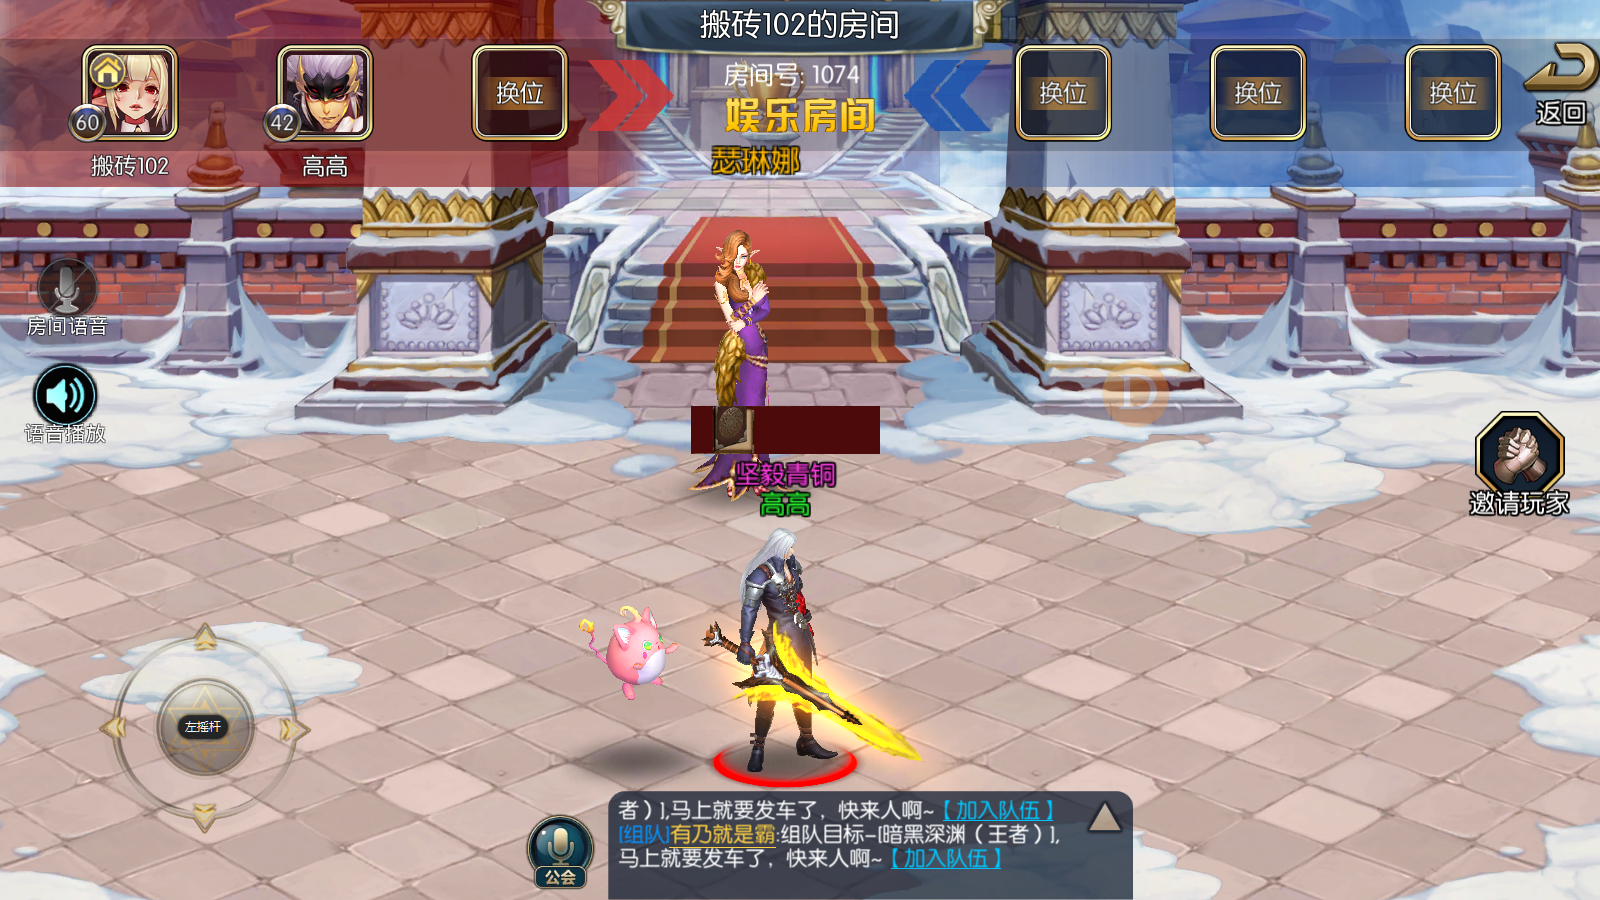 搬砖102的房间
房间号: 1074
娱乐房间
60
搬砖102
42
高高
换位
换位
换位
换位
返回
瑟琳娜
房间语音
语音播放
坚毅青铜
高高
邀请玩家
左摇杆
公会
者）],马上就要发车了，快来人啊~【加入队伍】
[组队]有乃就是霸:组队目标-[暗黑深渊（王者）],
马上就要发车了，快来人啊~【加入队伍】
D